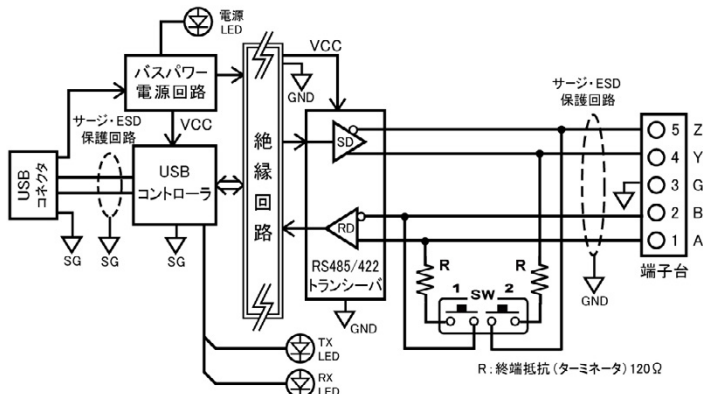 電源
LED
バスパワー
電源回路
VCC
サージ・ESD
保護回路
VCC
GND
サージ・ESD
保護回路
USB
コネクタ
USB
コントローラ
絶縁回路
SD
RD
RS485/422
トランシーバ
5 Z
4 Y
3 G
2 B
1 A
端子台
SG
SG
SG
R
R
1 SW 2
GND
GND
TX
LED
RX
LED
R:終端抵抗(ターミネータ)120Ω